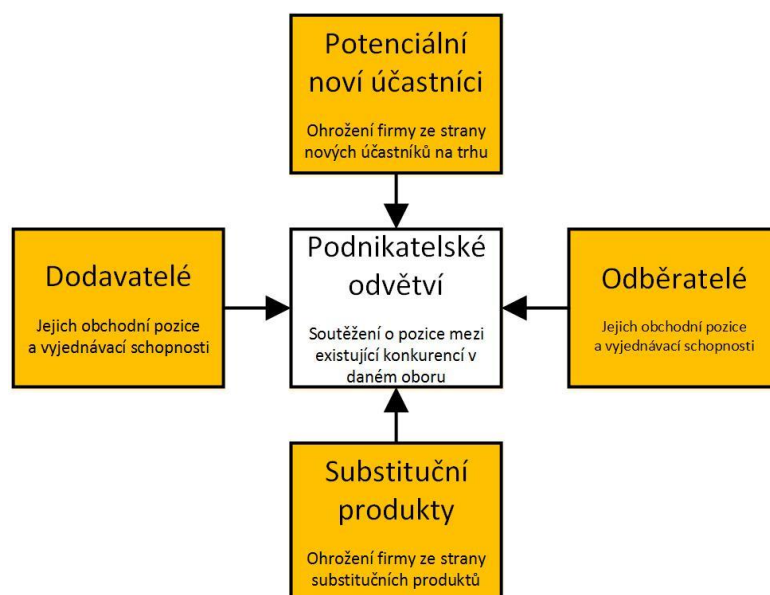 Potenciální
noví účastníci
Ohrožení firmy ze strany
nových účastníků na trhu
Dodavatelé
Jejich obchodní pozice
a vyjednávací schopnosti
Podnikatelské
odvětví
Soutěžení o pozice mezi
existující konkurencí v
daném oboru
Odběratelé
Jejich obchodní pozice
a vyjednávací schopnosti
Substituční
produkty
Ohrožení firmy ze strany
substitučních produktů